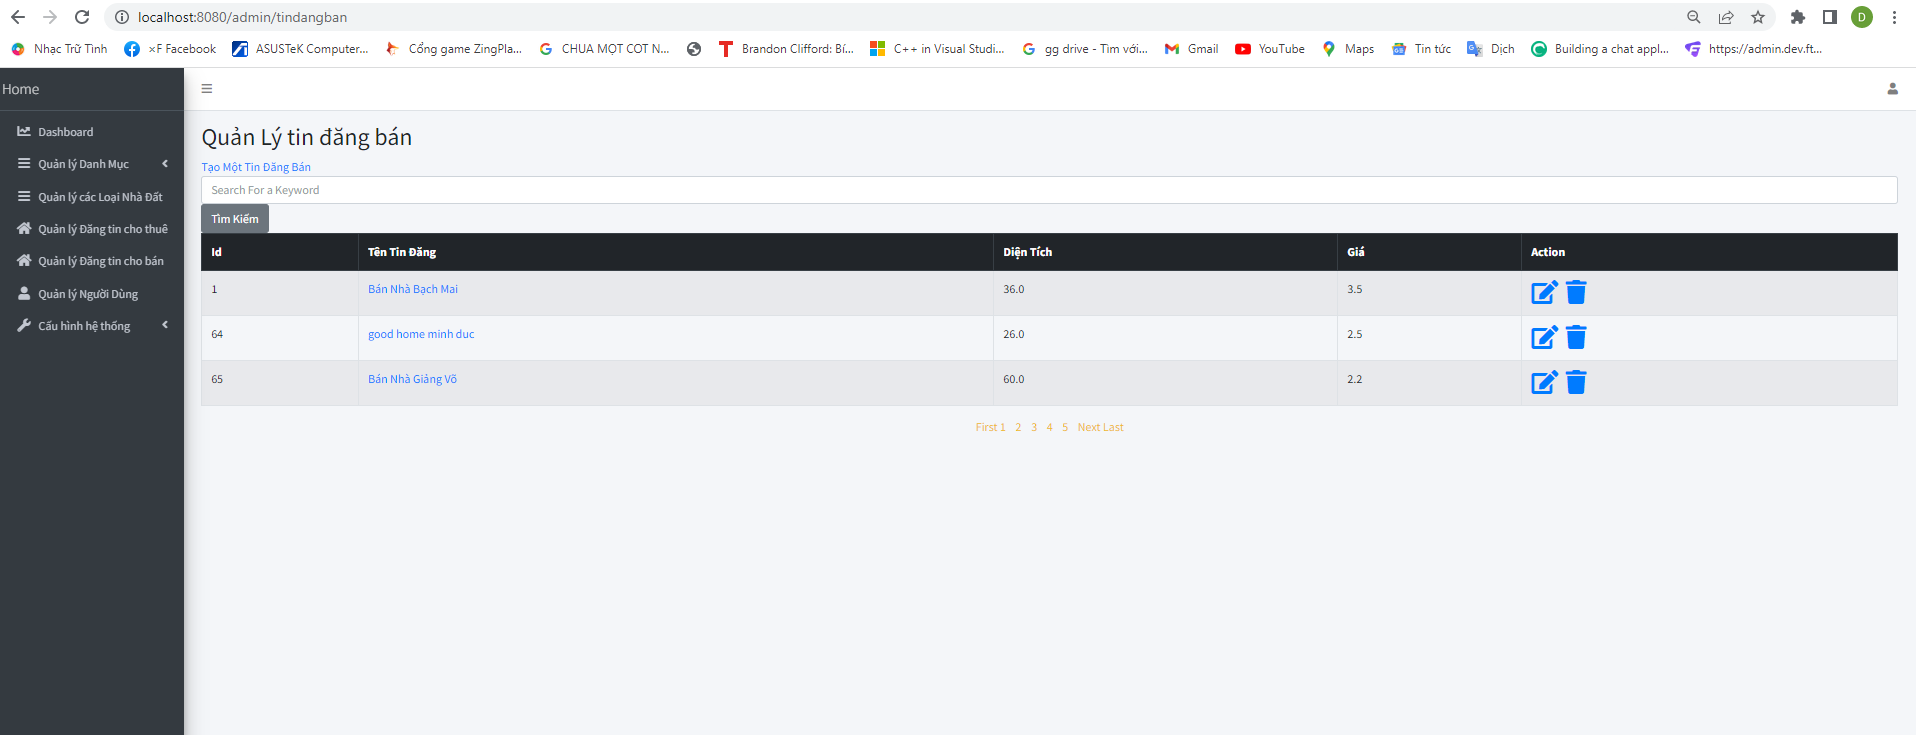 localhost:8080/admin/tindangban
D
Nhạc Trữ Tình ×F Facebook ASUSTeK Computer... Cổng game ZingPla... CHUA MỘT COT N... Brandon Clifford: Bí... C++ in Visual Studi... gg drive - Tìm với... Gmail YouTube Maps Tin tức Dịch Building a chat appl... https://admin.dev.ft...
Home
Dashboard
Quản lý Danh Mục
Quản lý các Loại Nhà Đất
Quản lý Đăng tin cho thuê
Quản lý Đăng tin cho bán
Quản lý Người Dùng
Cấu hình hệ thống
Quản Lý tin đăng bán
Tạo Một Tin Đăng Bán
Search For a Keyword
Tìm Kiếm
Id Tên Tin Đăng Diện Tích Giá Action
1 Bán Nhà Bạch Mai 36.0 3.5
64 good home minh duc 26.0 2.5
65 Bán Nhà Giảng Võ 60.0 2.2
First 1 2 3 4 5 Next Last